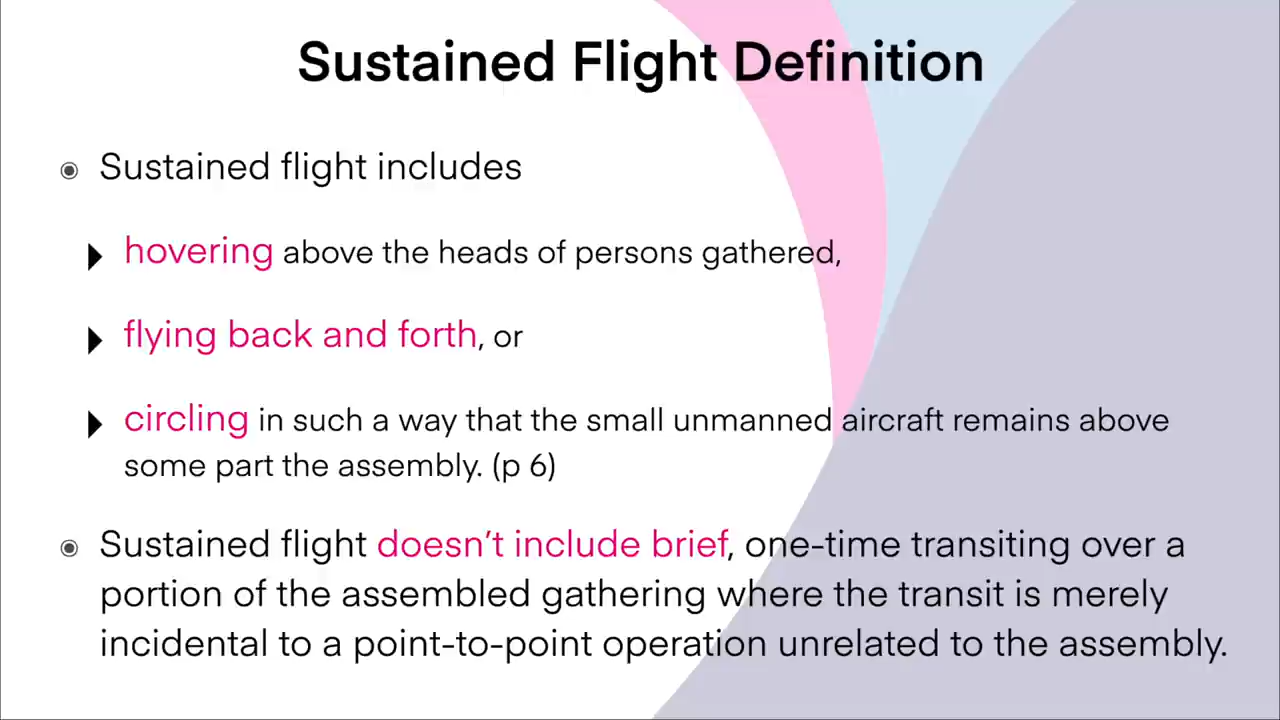 Sustained Flight Definition
Sustained flight includes
hovering above the heads of persons gathered,
flying back and forth, or
circling in such a way that the small unmanned aircraft remains above
some part the assembly. (p 6)
Sustained flight doesn't include brief, one-time transiting over a
portion of the assembled gathering where the transit is merely
incidental to a point-to-point operation unrelated to the assembly.